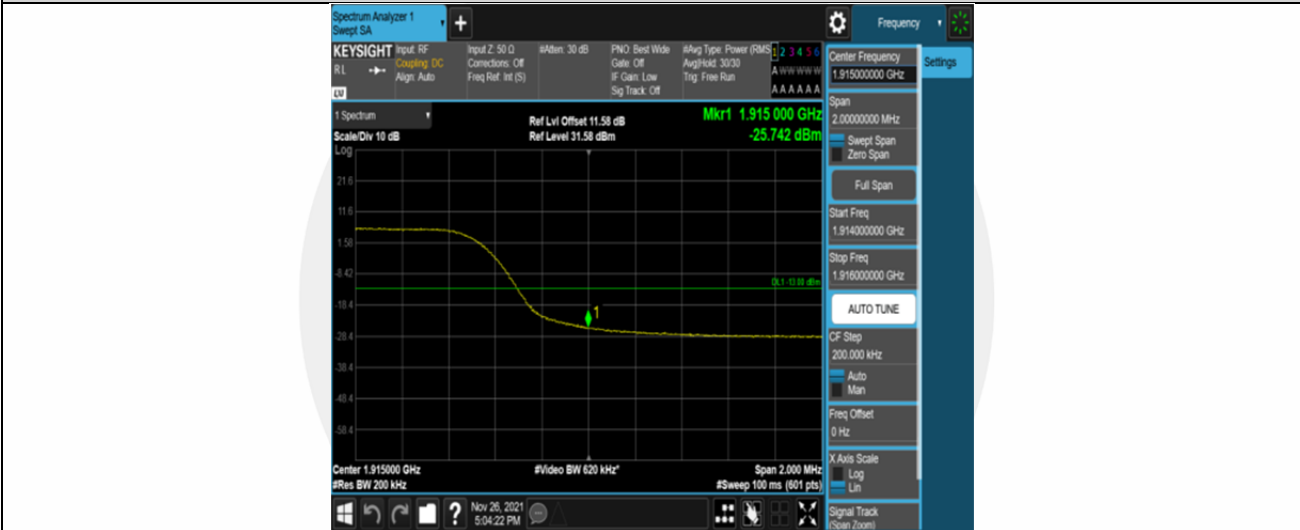 Spectrum Analyzer 1
Swept SA
+
Frequency
KEYSIGHT
R L
Input: RF
Coupling: DC
Align: Auto
Input Z: 50 Ω
Corrections: Off
Freq Ref: Int (S)
#Atten: 30 dB
PNO: Best Wide
Gate: Off
IF Gain: Low
Sig Track: Off
#Avg Type: Power (RMS
Avg|Hold: 30/30
Trig: Free Run
1 2 3 4 5 6
A W W W W W
A A A A A A
1 Spectrum
Scale/Div 10 dB
Ref Lvl Offset 11.58 dB
Ref Level 31.58 dBm
Mkr1 1.915 000 GHz
-25.742 dBm
Log
21.6
11.6
1.58
-8.42
-18.4
-28.4
-38.4
-48.4
-58.4
DL1 -13.00 dBm
1
Center 1.915000 GHz
#Res BW 200 kHz
#Video BW 620 kHz*
Span 2.000 MHz
#Sweep 100 ms (601 pts)
Nov 26, 2021
5:04:22 PM
?
Center Frequency
1.915000000 GHz
Settings
Span
2.00000000 MHz
Swept Span
Zero Span
Full Span
Start Freq
1.914000000 GHz
Stop Freq
1.916000000 GHz
AUTO TUNE
CF Step
200.000 kHz
Auto
Man
Freq Offset
0 Hz
X Axis Scale
Log
Lin
Signal Track
(Span Zoom)